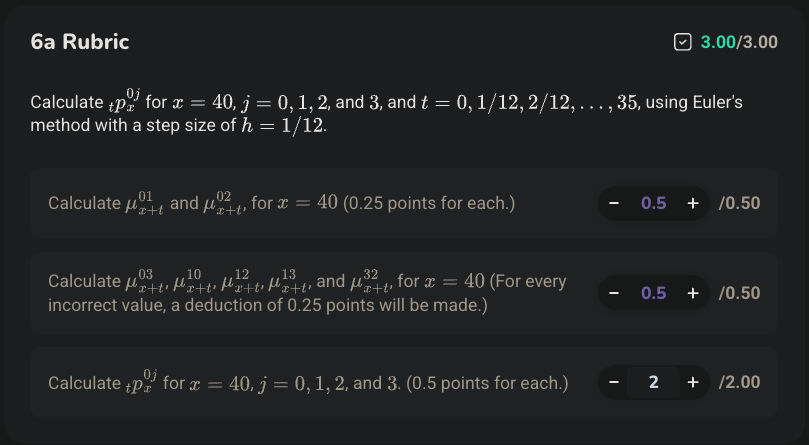 6a Rubric
3.00/3.00
Calculate $_tp_x^{0j}$ for $x = 40$, $j = 0, 1, 2$, and $3$, and $t = 0, 1/12, 2/12, \ldots, 35$, using Euler's
method with a step size of $h = 1/12$.
Calculate $\mu_{x+t}^{01}$ and $\mu_{x+t}^{02}$, for $x = 40$ (0.25 points for each.)
− 0.5 + /0.50
Calculate $\mu_{x+t}^{03}$, $\mu_{x+t}^{10}$, $\mu_{x+t}^{12}$, $\mu_{x+t}^{13}$, and $\mu_{x+t}^{32}$, for $x = 40$ (For every
incorrect value, a deduction of 0.25 points will be made.)
− 0.5 + /0.50
Calculate $_tp_x^{0j}$ for $x = 40$, $j = 0, 1, 2$, and $3$. (0.5 points for each.)
− 2 + /2.00